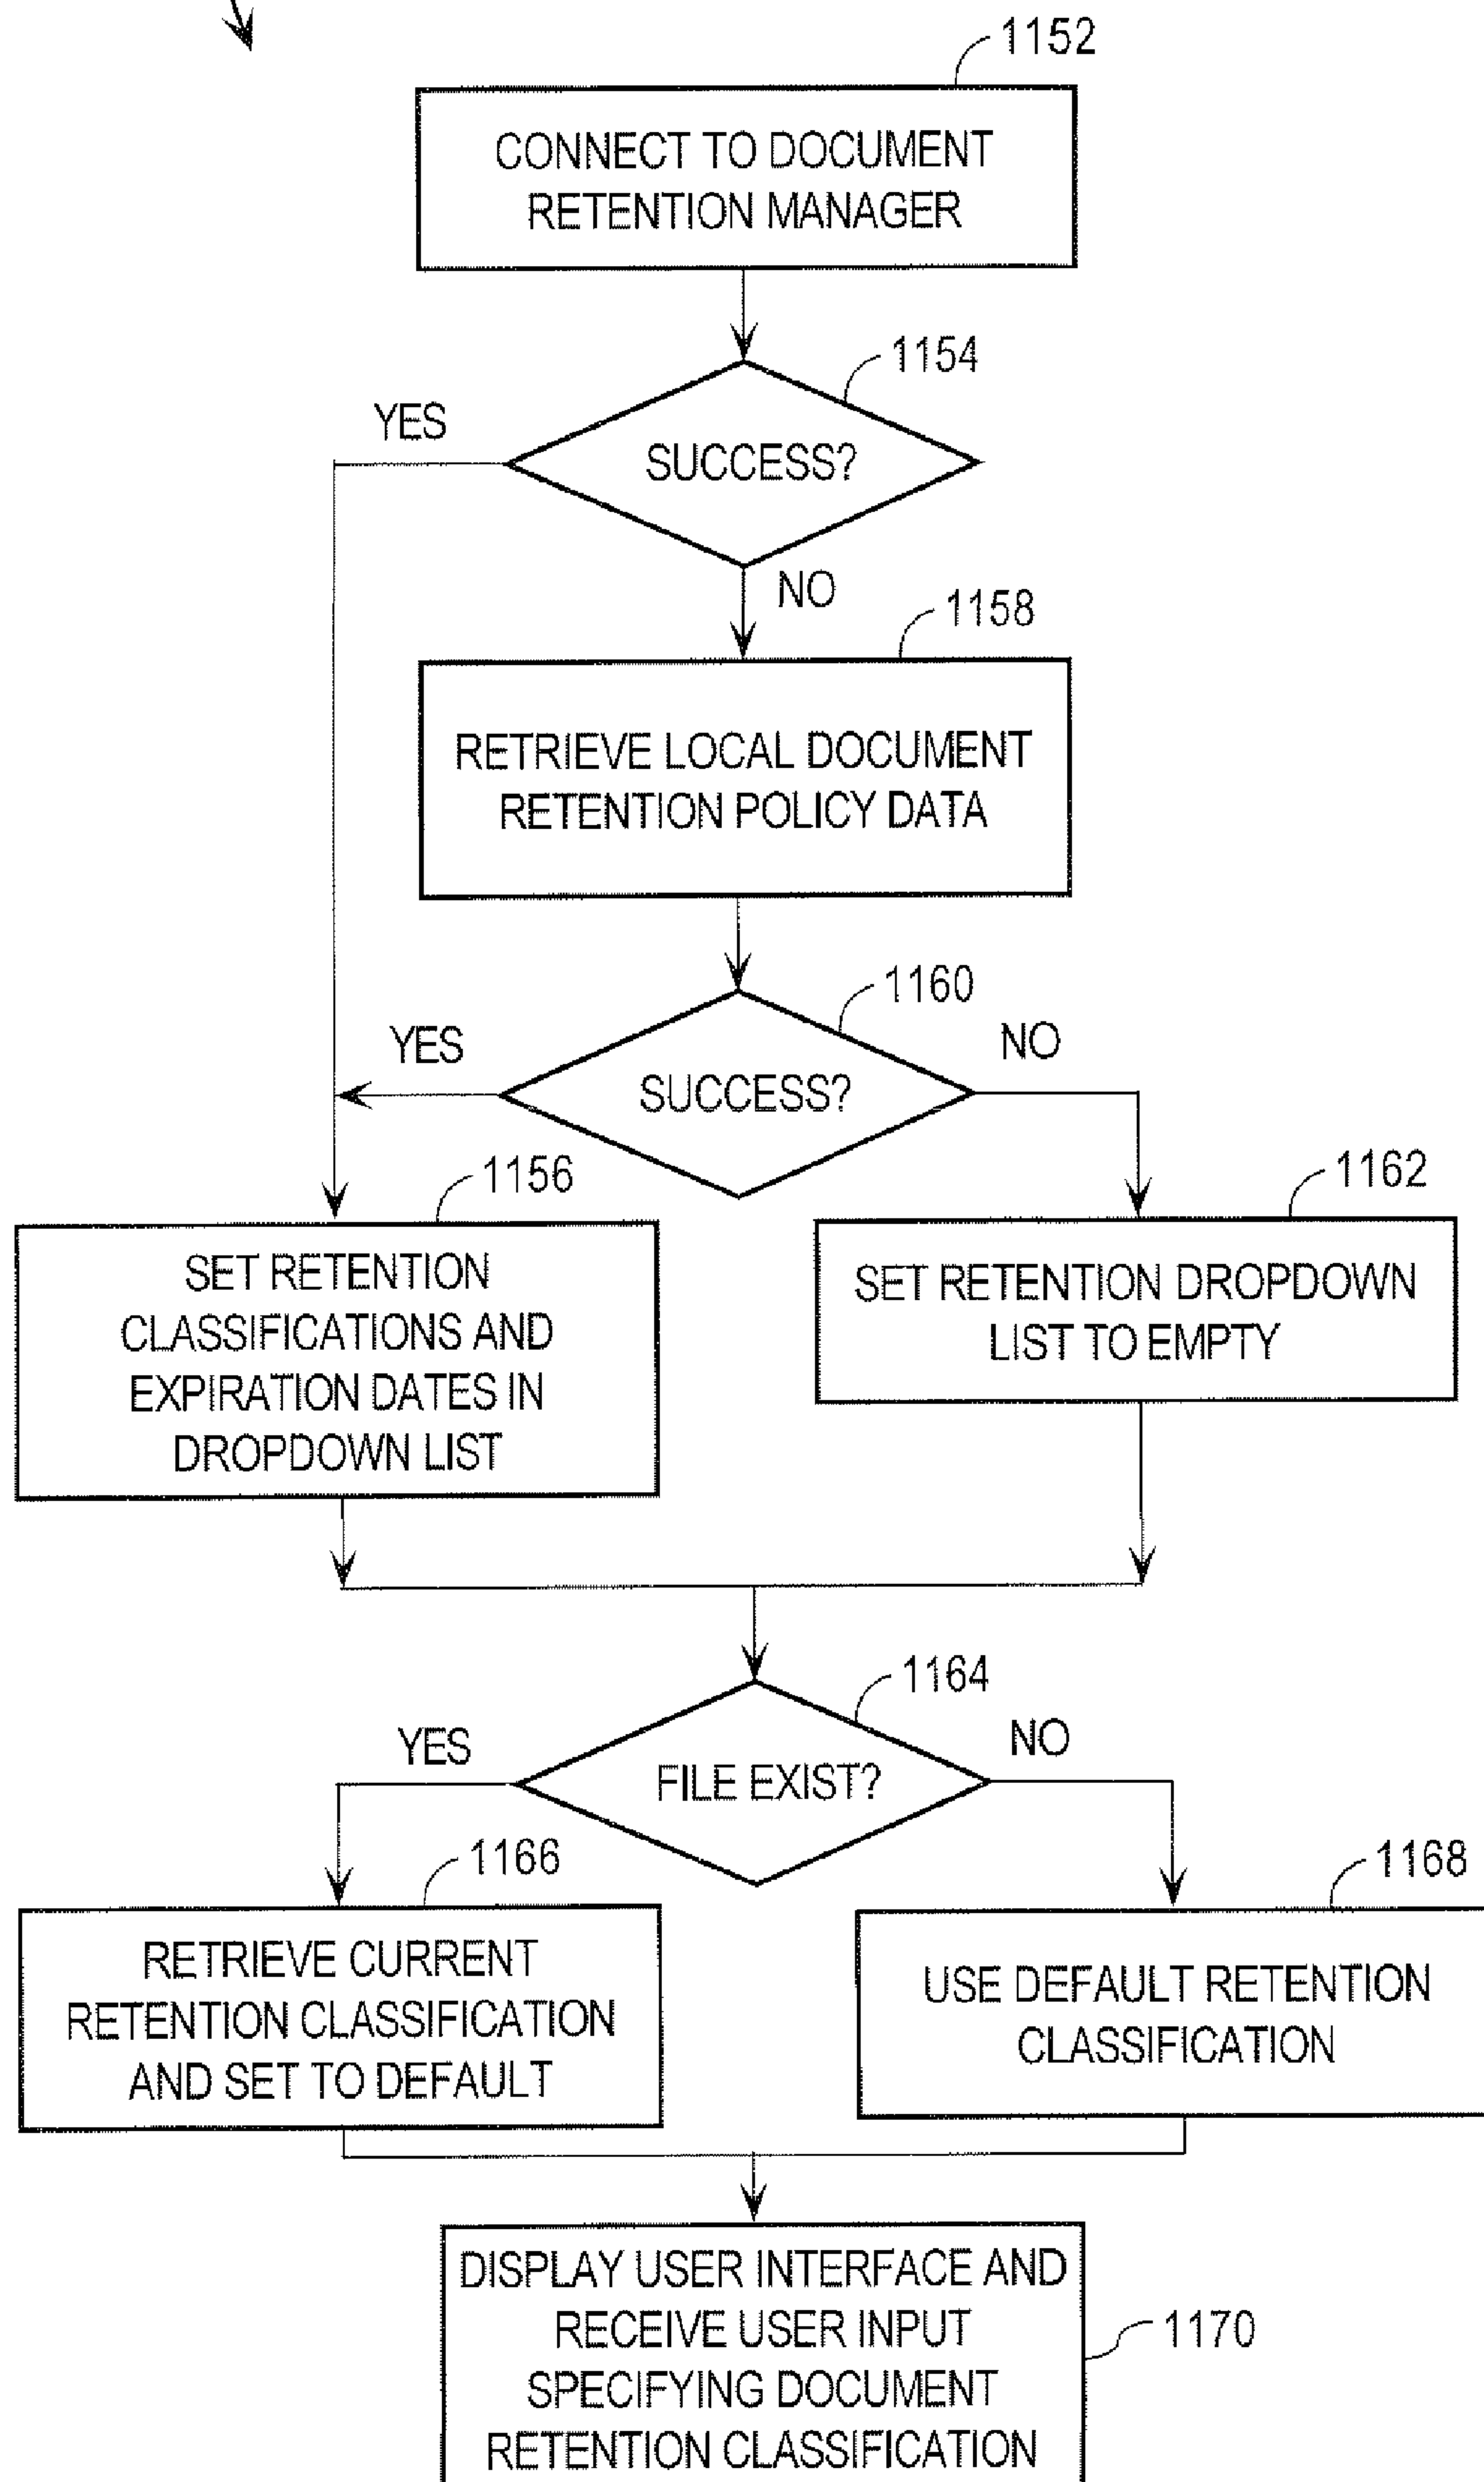 1152
CONNECT TO DOCUMENT
RETENTION MANAGER
1154
YES
SUCCESS?
NO
1158
RETRIEVE LOCAL DOCUMENT
RETENTION POLICY DATA
1160
YES
NO
SUCCESS?
1156
1162
SET RETENTION
CLASSIFICATIONS AND
EXPIRATION DATES IN
DROPDOWN LIST
SET RETENTION DROPDOWN
LIST TO EMPTY
1164
YES
NO
FILE EXIST?
1166
1168
RETRIEVE CURRENT
RETENTION CLASSIFICATION
AND SET TO DEFAULT
USE DEFAULT RETENTION
CLASSIFICATION
DISPLAY USER INTERFACE AND
RECEIVE USER INPUT
SPECIFYING DOCUMENT
RETENTION CLASSIFICATION
1170